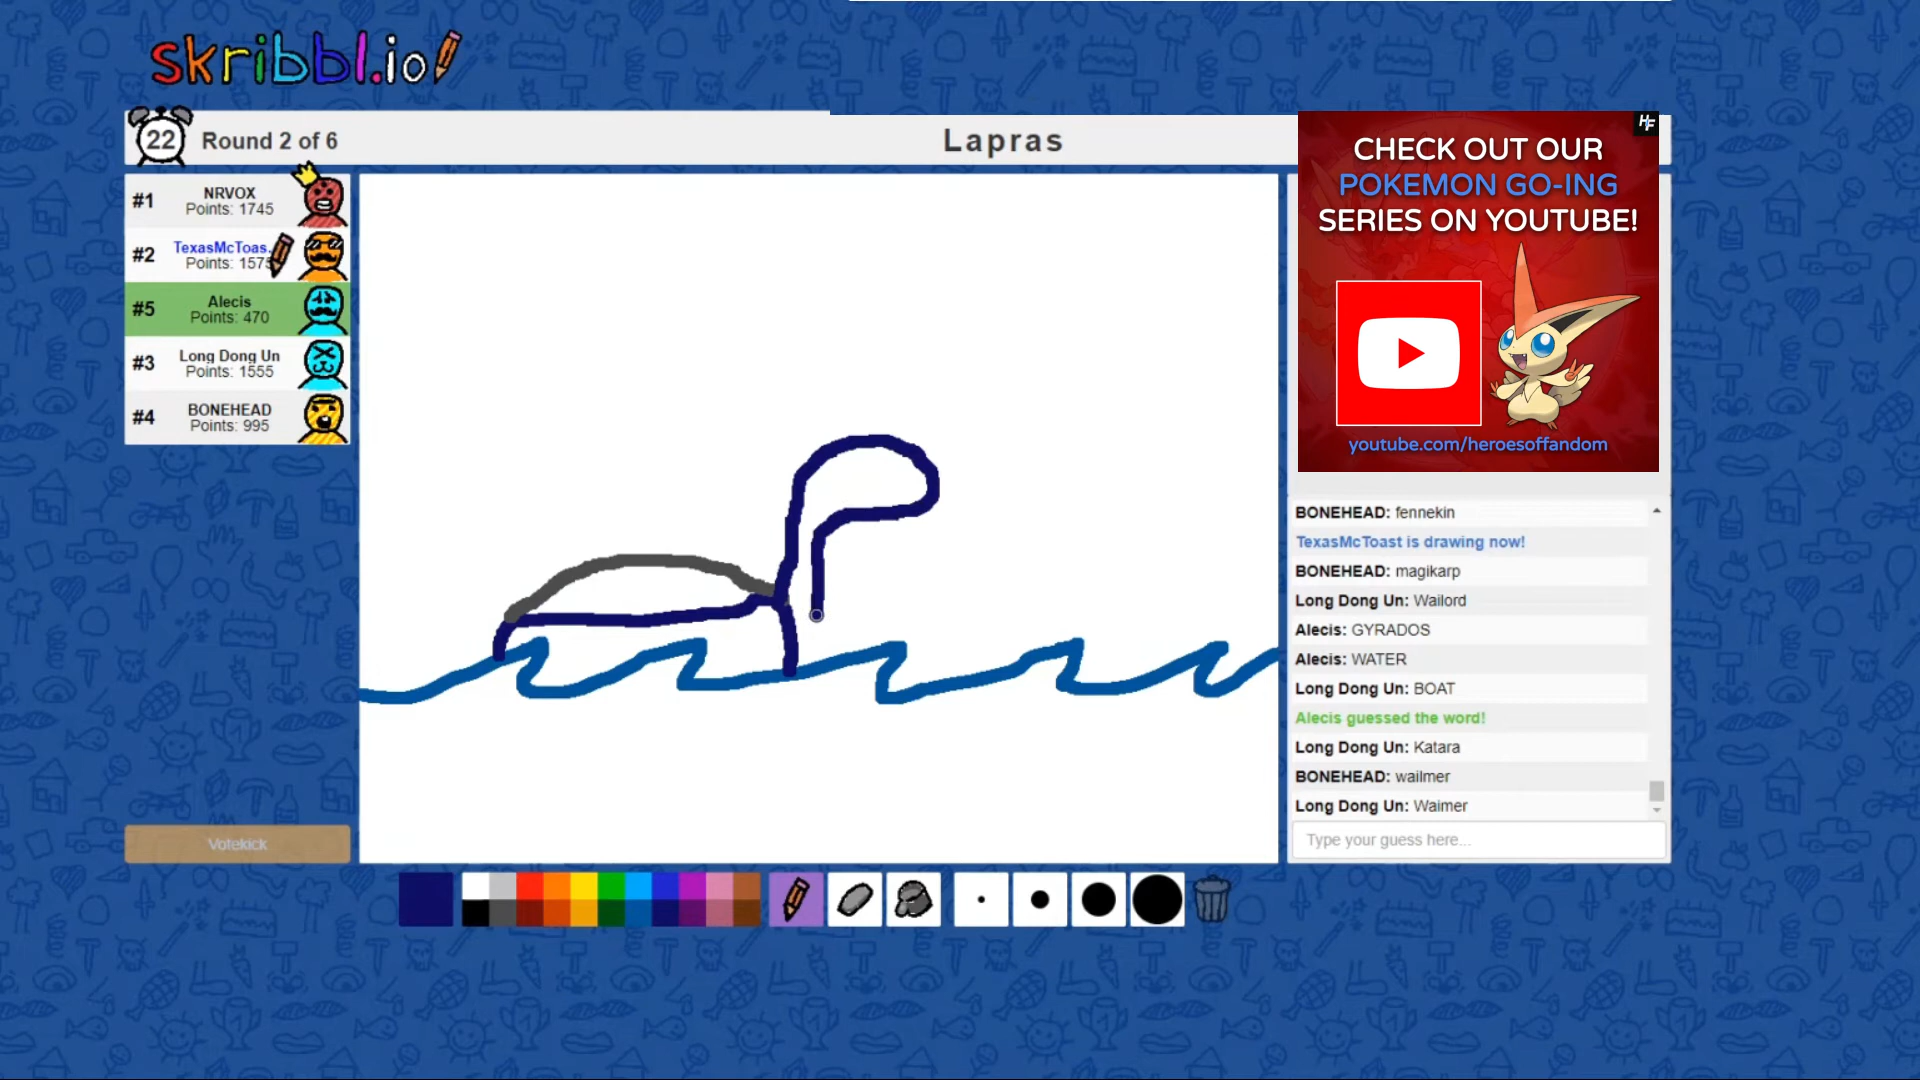 skribbl.io
22
Round 2 of 6
Lapras
#1
NRVOX
Points: 1745
#2
TexasMcToas.
Points: 1575
#5
Alecis
Points: 470
#3
Long Dong Un
Points: 1555
#4
BONEHEAD
Points: 995
Votekick
HF
CHECK OUT OUR
POKEMON GO-ING
SERIES ON YOUTUBE!
youtube.com/heroesoffandom
BONEHEAD: fennekin
TexasMcToast is drawing now!
BONEHEAD: magikarp
Long Dong Un: Wailord
Alecis: GYRADOS
Alecis: WATER
Long Dong Un: BOAT
Alecis guessed the word!
Long Dong Un: Katara
BONEHEAD: wailmer
Long Dong Un: Waimer
Type your guess here...